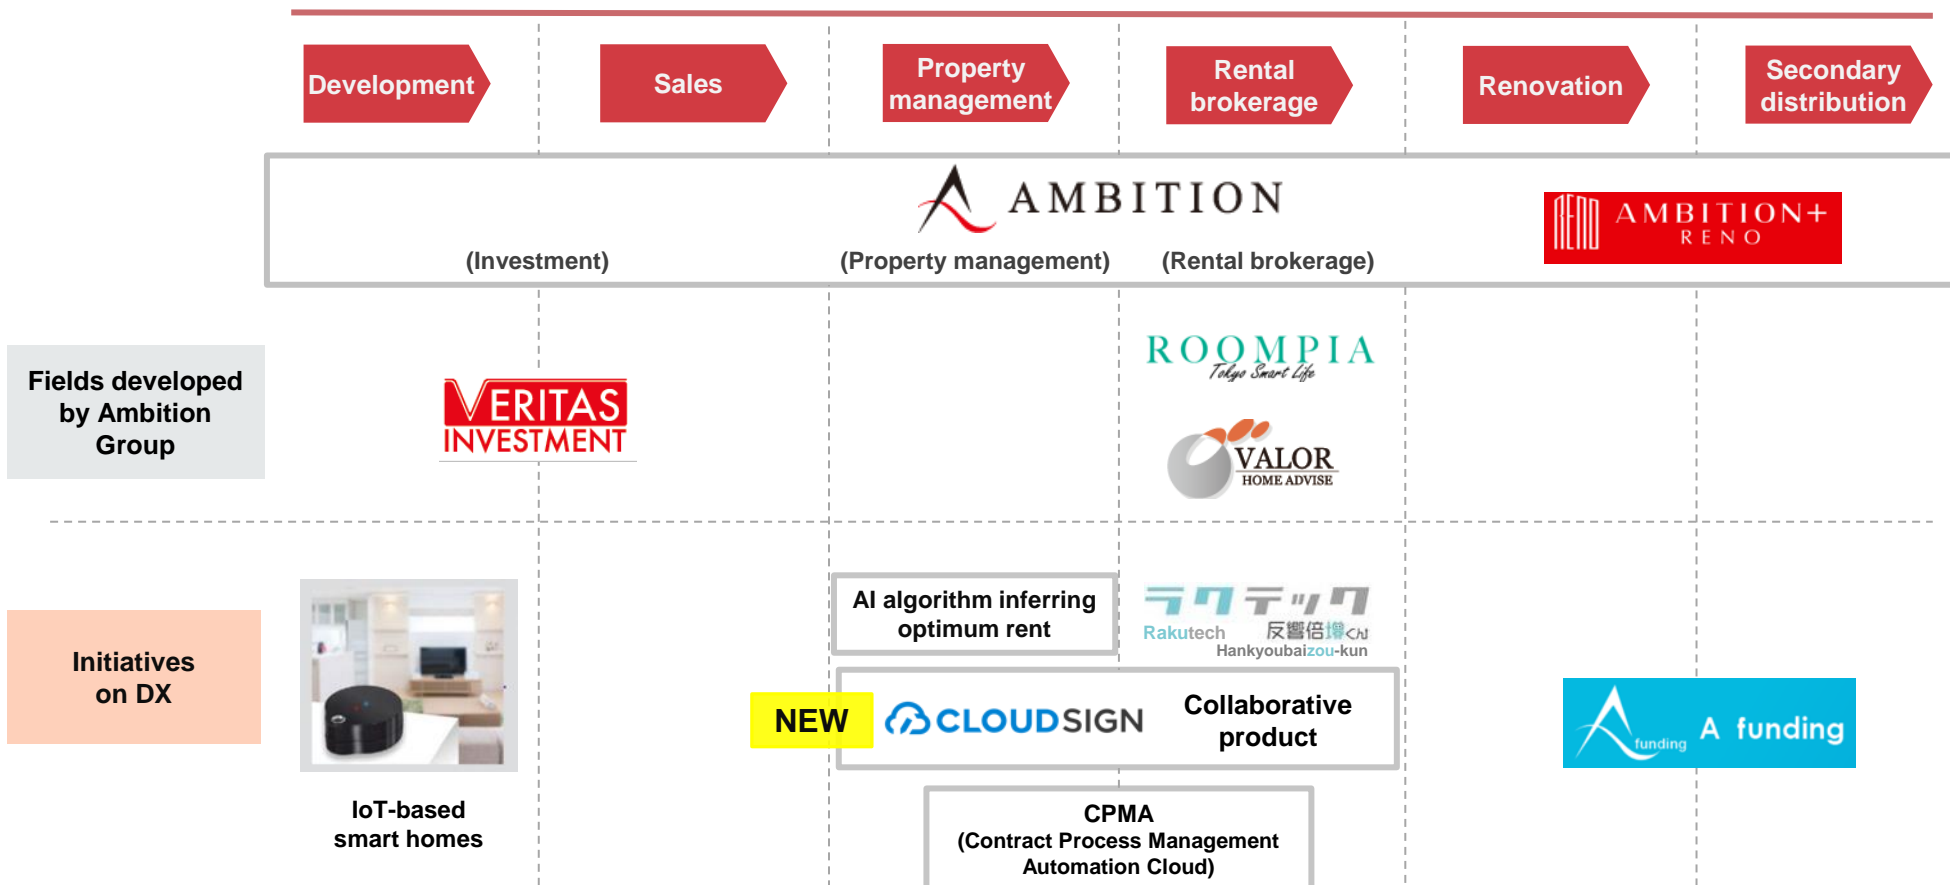 Development
Sales
Property
management
Rental
brokerage
Renovation
Secondary
distribution
AMBITION
RENO
AMBITION+
RENO
(Investment)
(Property management)
(Rental brokerage)
Fields developed
by Ambition
Group
VERITAS
INVESTMENT
ROOMPIA
Tokyo Smart Life
VALOR
HOME ADVISE
Initiatives
on DX
IoT-based
smart homes
AI algorithm inferring
optimum rent
ラクテック
Rakutech
反響倍増くん!
Hankyoubaizou-kun
NEW
CLOUDSIGN
Collaborative
product
CPMA
(Contract Process Management
Automation Cloud)
funding
A funding